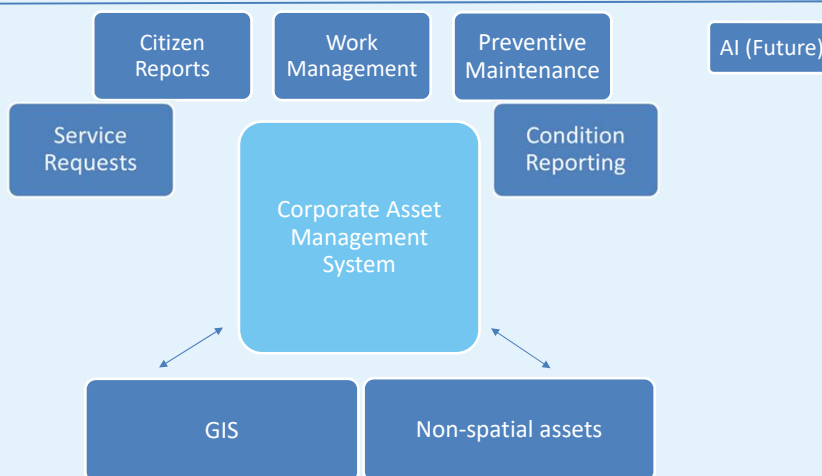 Citizen
Reports
Work
Management
Preventive
Maintenance
AI (Future)
Service
Requests
Condition
Reporting
Corporate Asset
Management
System
GIS
Non-spatial assets